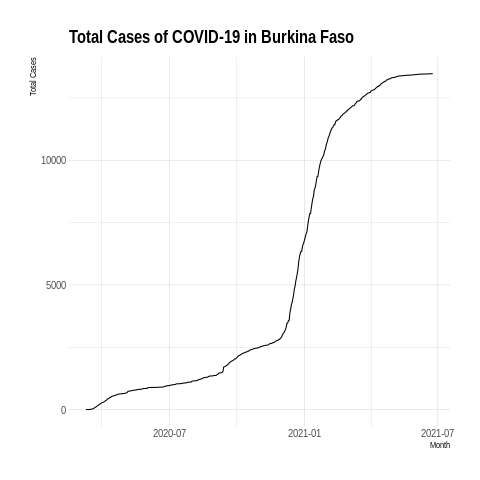 Total Cases of COVID-19 in Burkina Faso
Total Cases
10000
5000
0
2020-07
2021-01
2021-07
Month